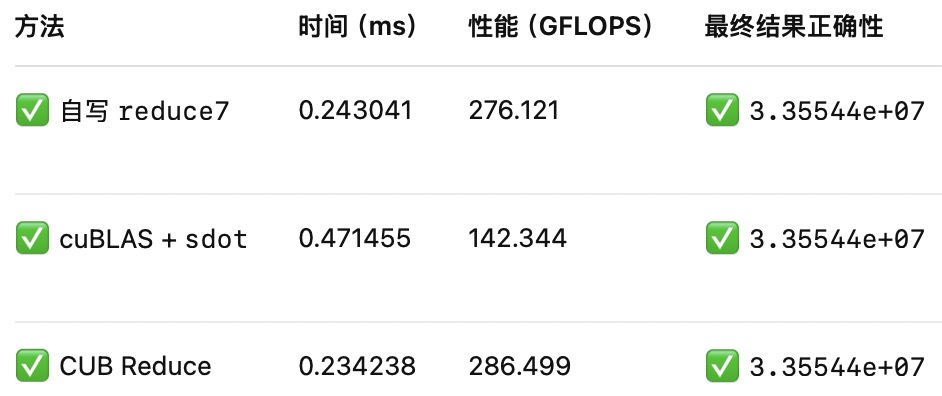 方法 时间（ms） 性能（GFLOPS） 最终结果正确性
✅ 自写 reduce7 0.243041 276.121 ✅ 3.35544e+07
✅ cuBLAS + sdot 0.471455 142.344 ✅ 3.35544e+07
✅ CUB Reduce 0.234238 286.499 ✅ 3.35544e+07